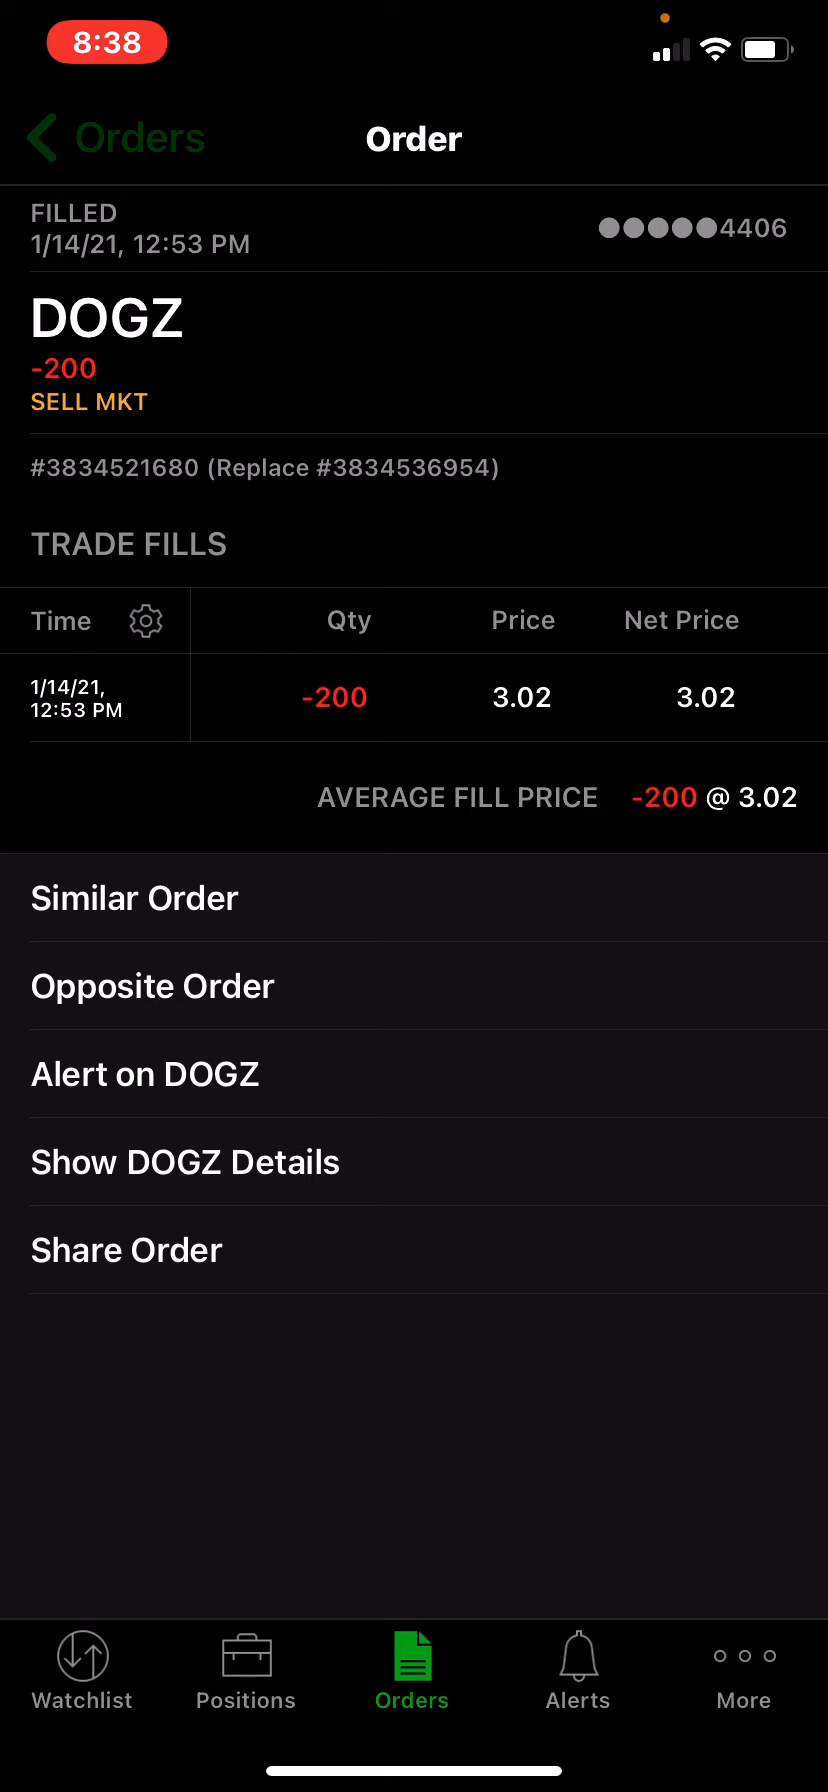 8:38
Orders
Order
FILLED
1/14/21, 12:53 PM
●●●●●4406
DOGZ
-200
SELL MKT
#3834521680 (Replace #3834536954)
TRADE FILLS
Time Qty Price Net Price
1/14/21,
12:53 PM
-200 3.02 3.02
AVERAGE FILL PRICE -200 @ 3.02
Similar Order
Opposite Order
Alert on DOGZ
Show DOGZ Details
Share Order
Watchlist Positions Orders Alerts More